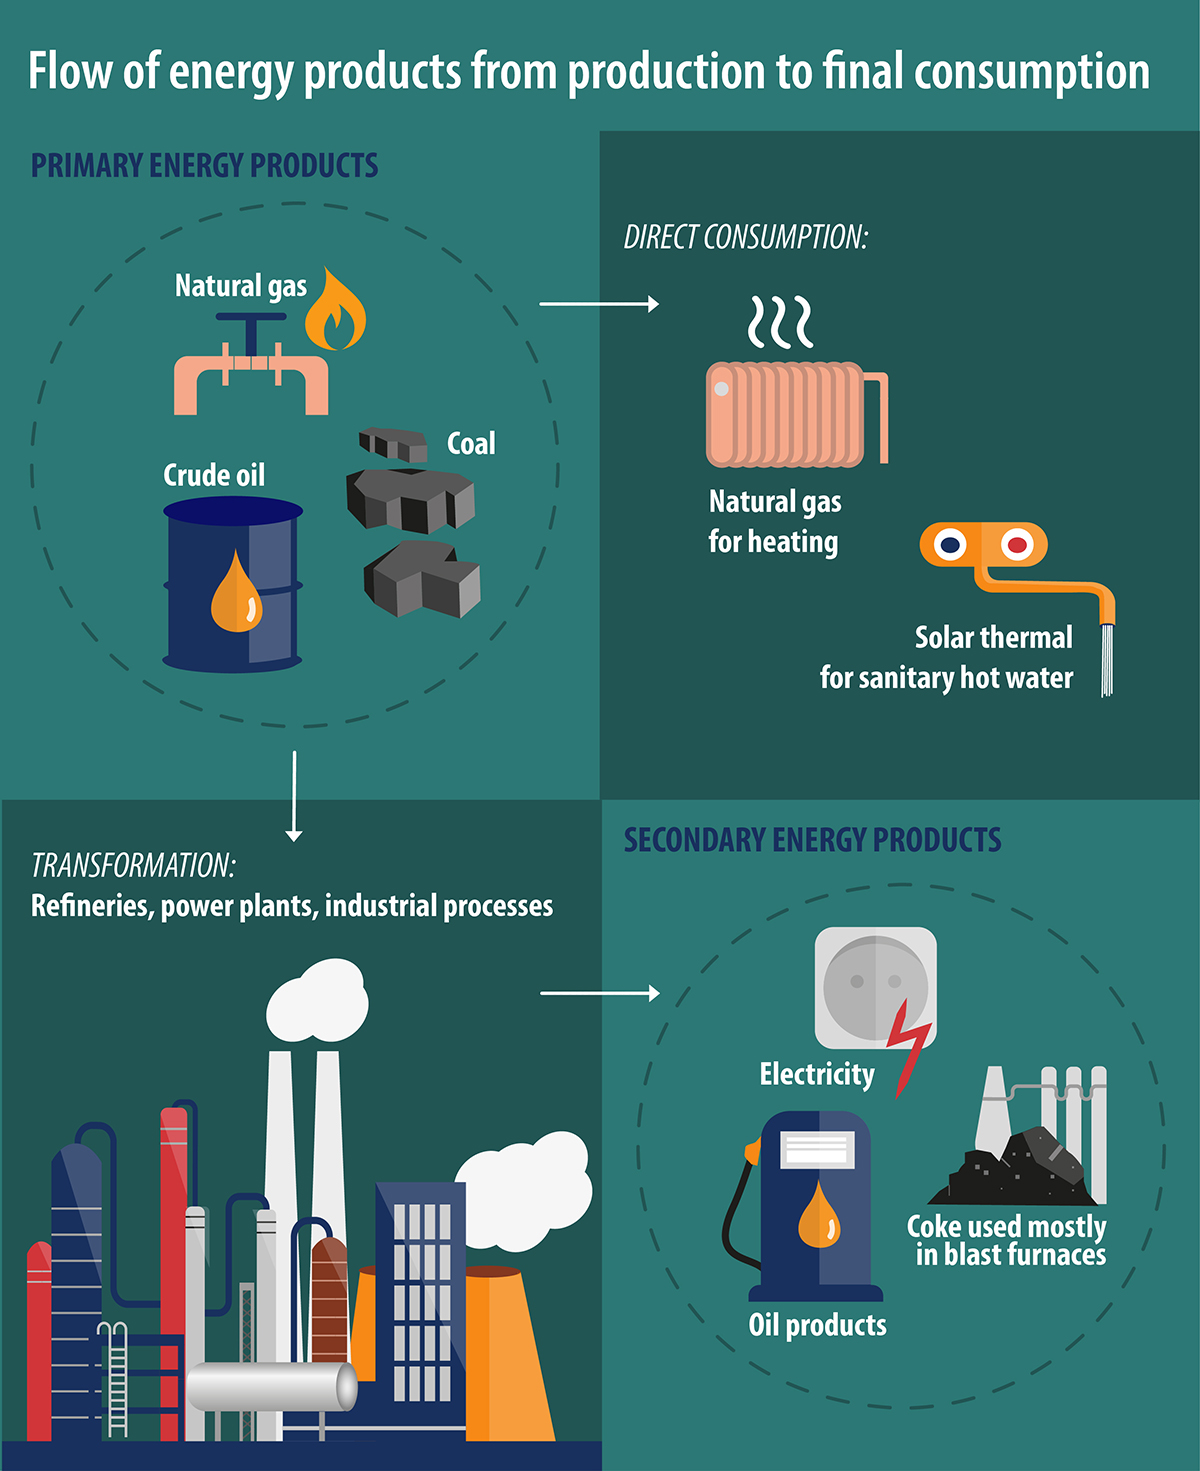 Flow of energy products from production to final consumption
PRIMARY ENERGY PRODUCTS
Natural gas
Coal
Crude oil
DIRECT CONSUMPTION:
Natural gas
for heating
Solar thermal
for sanitary hot water
TRANSFORMATION:
Refineries, power plants, industrial processes
SECONDARY ENERGY PRODUCTS
Electricity
Coke used mostly
in blast furnaces
Oil products